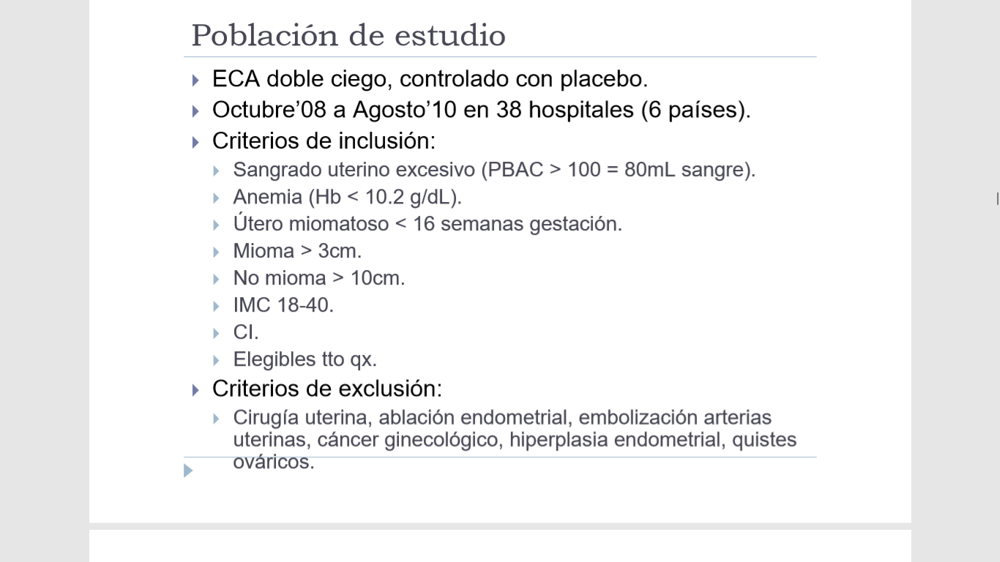 Población de estudio
ECA doble ciego, controlado con placebo.
Octubre’08 a Agosto’10 en 38 hospitales (6 países).
Criterios de inclusión:
Sangrado uterino excesivo (PBAC > 100 = 80mL sangre).
Anemia (Hb < 10.2 g/dL).
Útero miomatoso < 16 semanas gestación.
Mioma > 3cm.
No mioma > 10cm.
IMC 18-40.
CI.
Elegibles tto qx.
Criterios de exclusión:
Cirugía uterina, ablación endometrial, embolización arterias
uterinas, cáncer ginecológico, hiperplasia endometrial, quistes
ováricos.